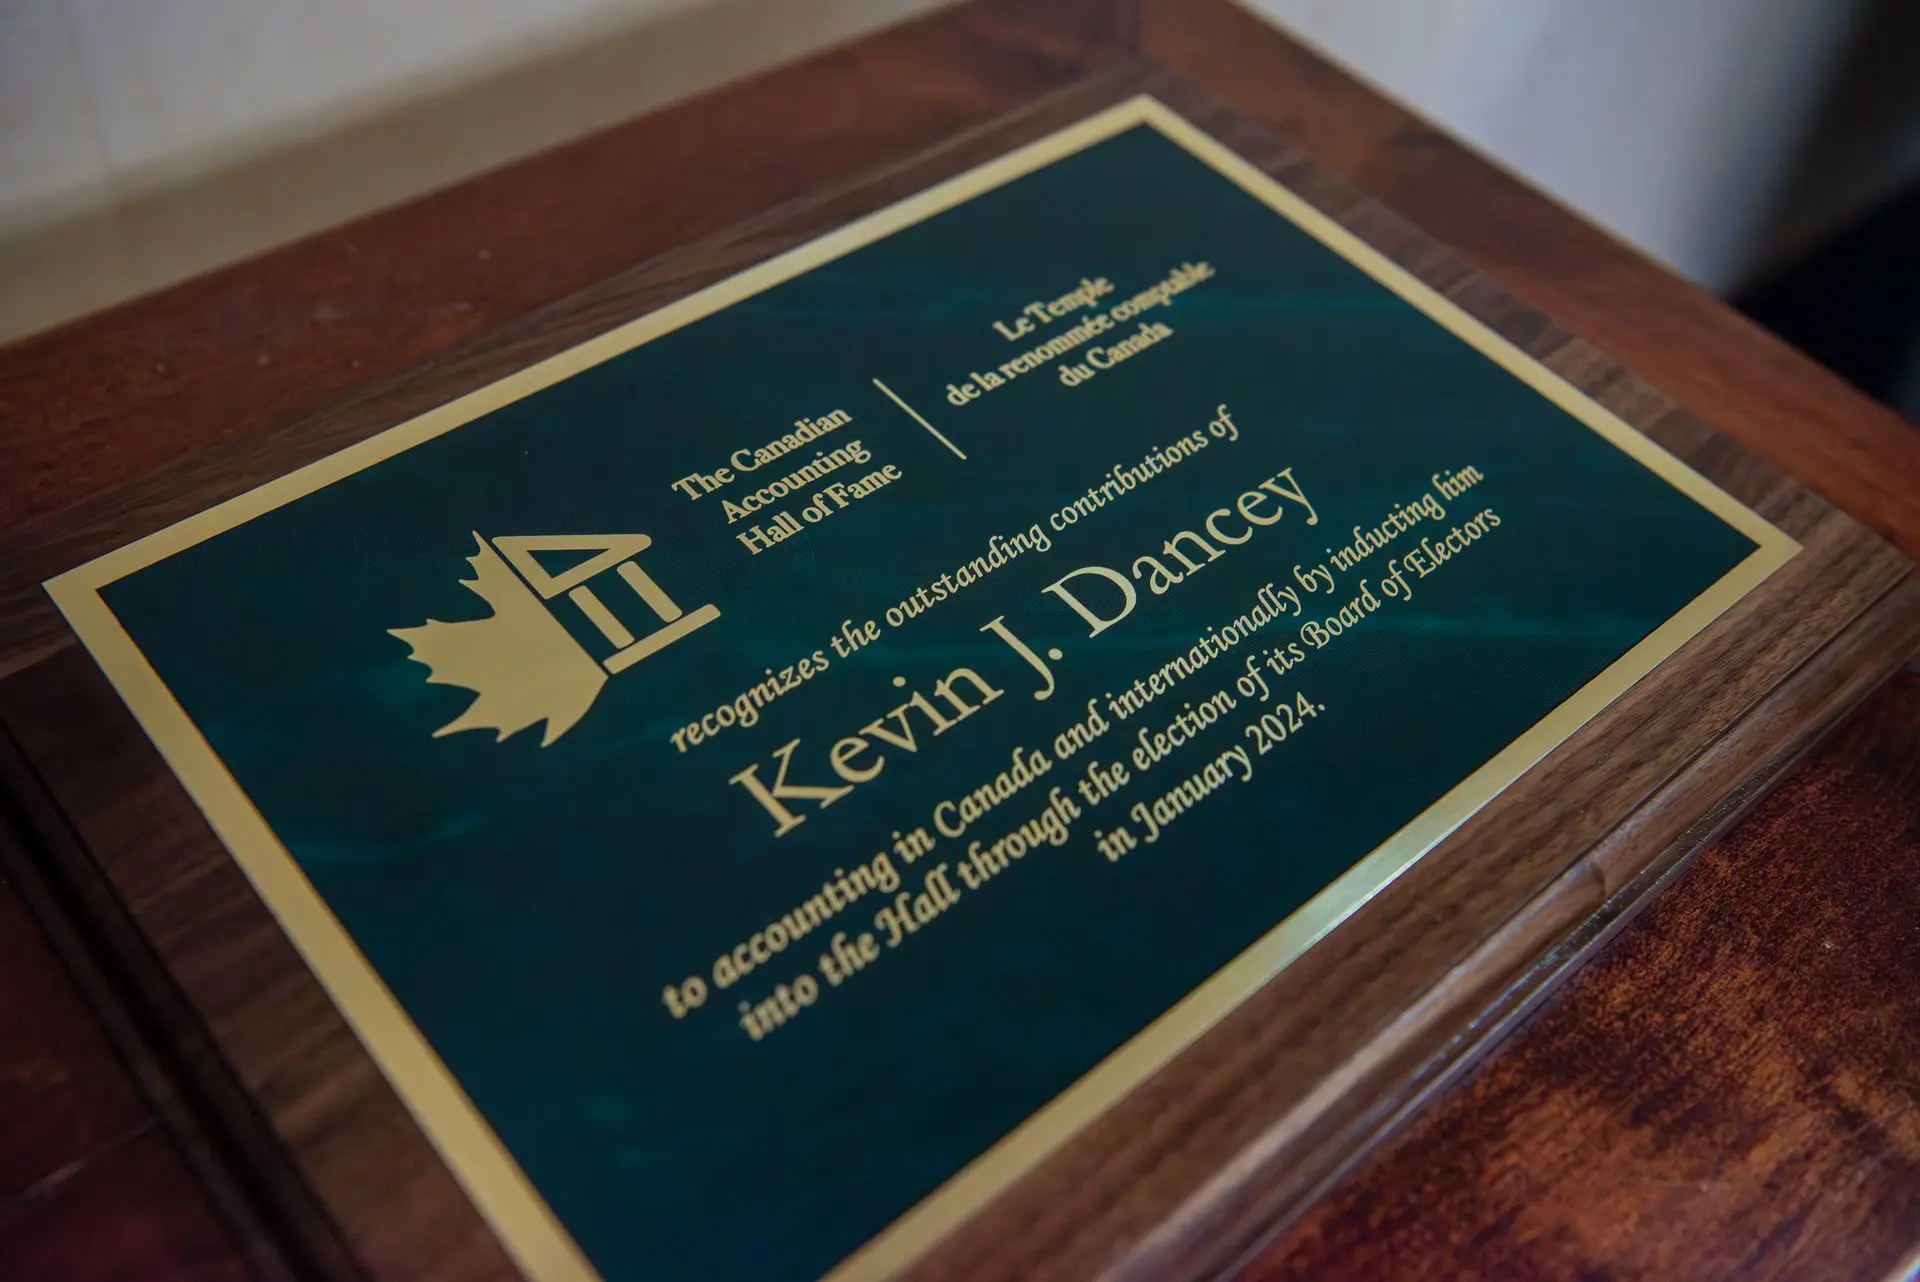 The Canadian
Accounting
Hall of Fame
Le Temple
de la renommée comptable
du Canada
recognizes the outstanding contributions of
Kevin J. Dancey
to accounting in Canada and internationally by inducting him
into the Hall through the election of its Board of Electors
in January 2024.